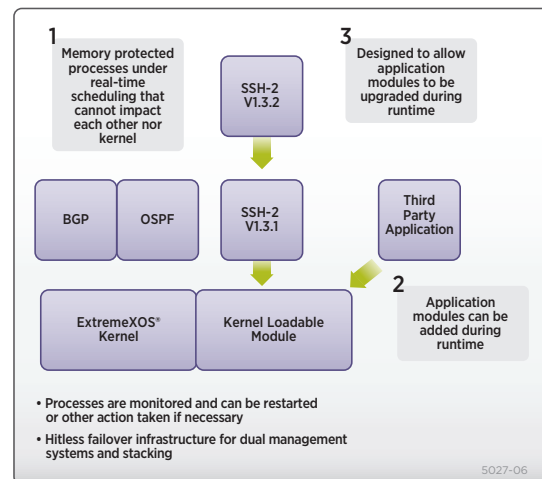 1
Memory protected
processes under
real-time
scheduling that
cannot impact
each other nor
kernel
SSH-2
V1.3.2
3
Designed to allow
application
modules to be
upgraded during
runtime
BGP
OSPF
SSH-2
V1.3.1
Third
Party
Application
ExtremeXOS®
Kernel
Kernel Loadable
Module
2
Application
modules can be
added during
runtime
• Processes are monitored and can be restarted
or other action taken if necessary
• Hitless failover infrastructure for dual management
systems and stacking
5027-06